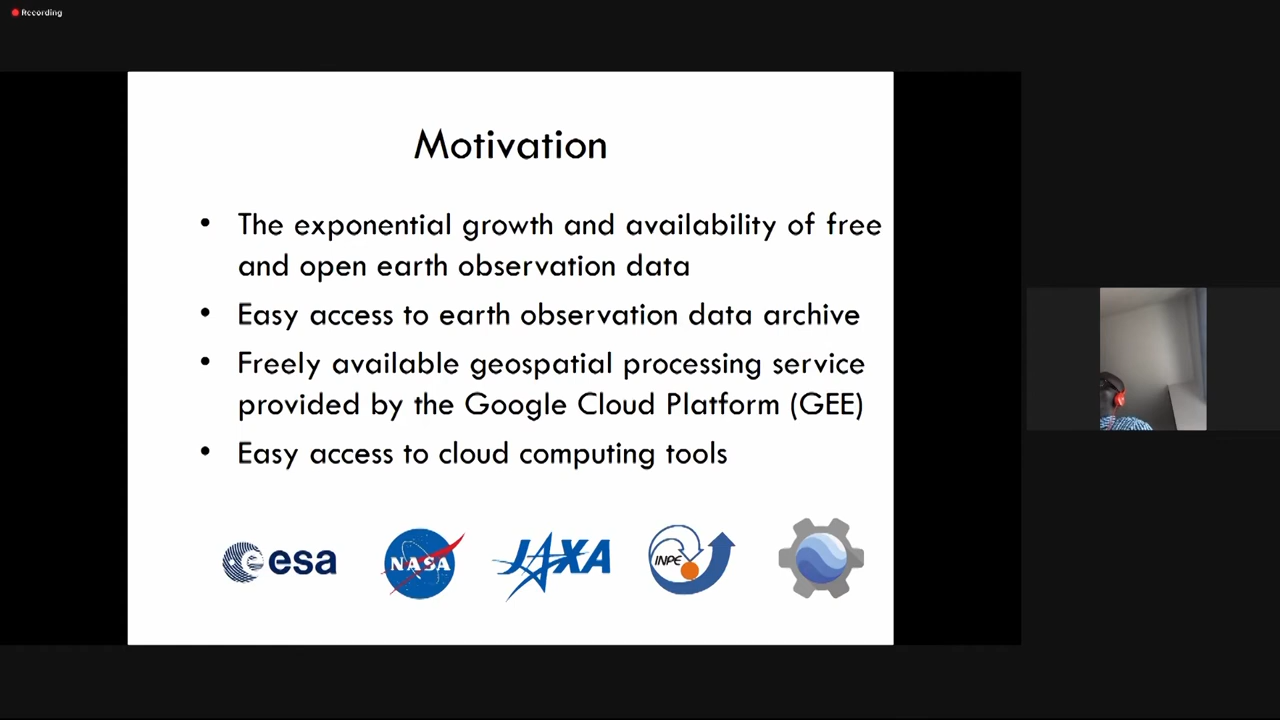 Recording
Motivation
• The exponential growth and availability of free
and open earth observation data
• Easy access to earth observation data archive
• Freely available geospatial processing service
provided by the Google Cloud Platform (GEE)
• Easy access to cloud computing tools
esa
NASA
JAXA
INPE